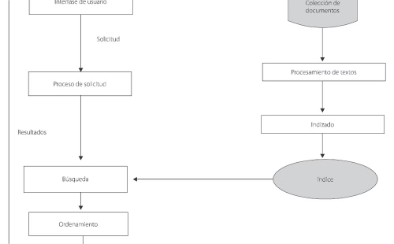 Interfase de usuario
Colección de
documentos
Solicitud
Proceso de solicitud
Procesamiento de textos
Indizado
Resultados
Búsqueda
Índice
Ordenamiento